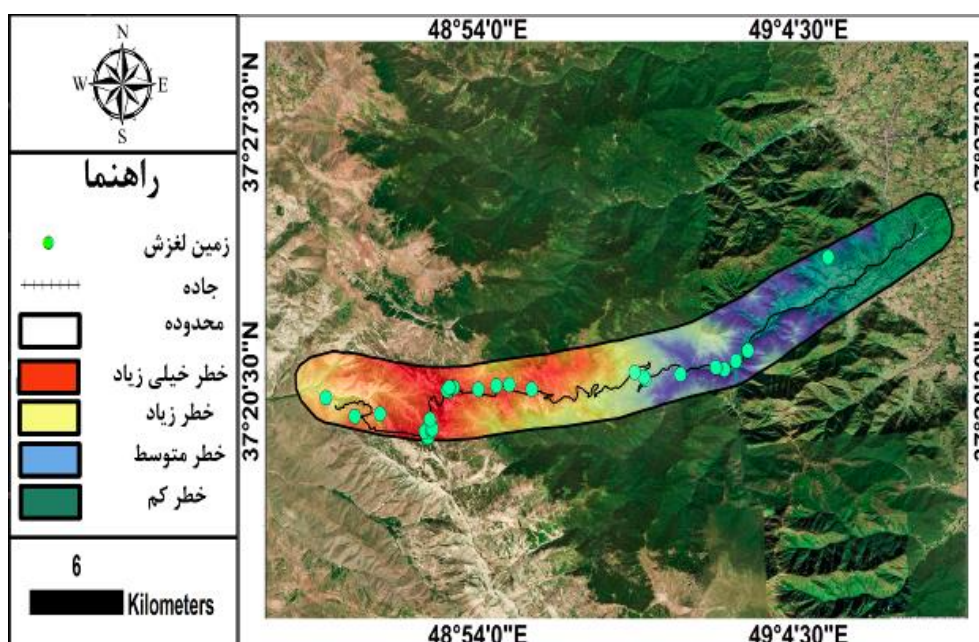 N
W E
S
راهنما
زمین لغزش
جاده
محدوده
خطر خیلی زیاد
خطر زیاد
خطر متوسط
خطر کم
6
Kilometers
48°54'0"E
49°4'30"E
37°27'30"N
37°20'30"N
48°54'0"E
49°4'30"E